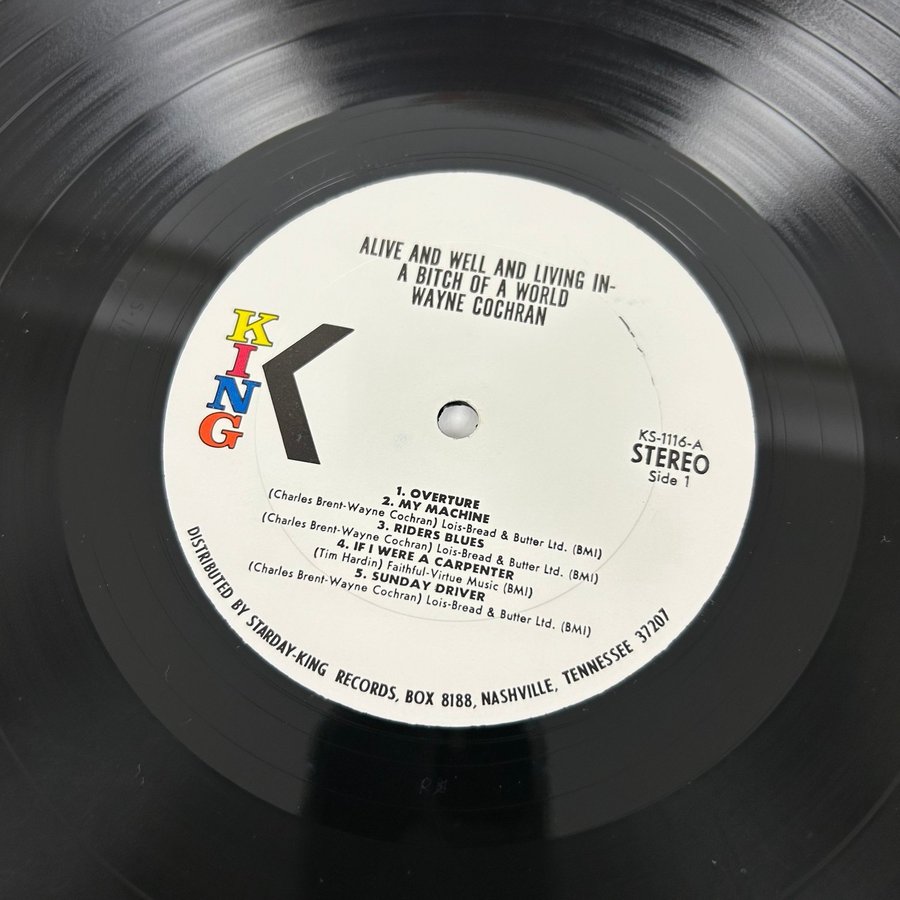 ALIVE AND WELL AND LIVING IN-
A BITCH OF A WORLD
WAYNE COCHRAN
KING
K
KS-1116-A
STEREO
Side 1
1. OVERTURE
2. MY MACHINE
(Charles Brent-Wayne Cochran) Lois-Bread & Butter Ltd. (BMI)
3. RIDERS BLUES
(Charles Brent-Wayne Cochran) Lois-Bread & Butter Ltd. (BMI)
4. IF I WERE A CARPENTER
(Tim Hardin) Faithful-Virtue Music (BMI)
5. SUNDAY DRIVER
(Charles Brent-Wayne Cochran) Lois-Bread & Butter Ltd. (BMI)
DISTRIBUTED BY STARDAY-KING RECORDS, BOX 8188, NASHVILLE, TENNESSEE 37207